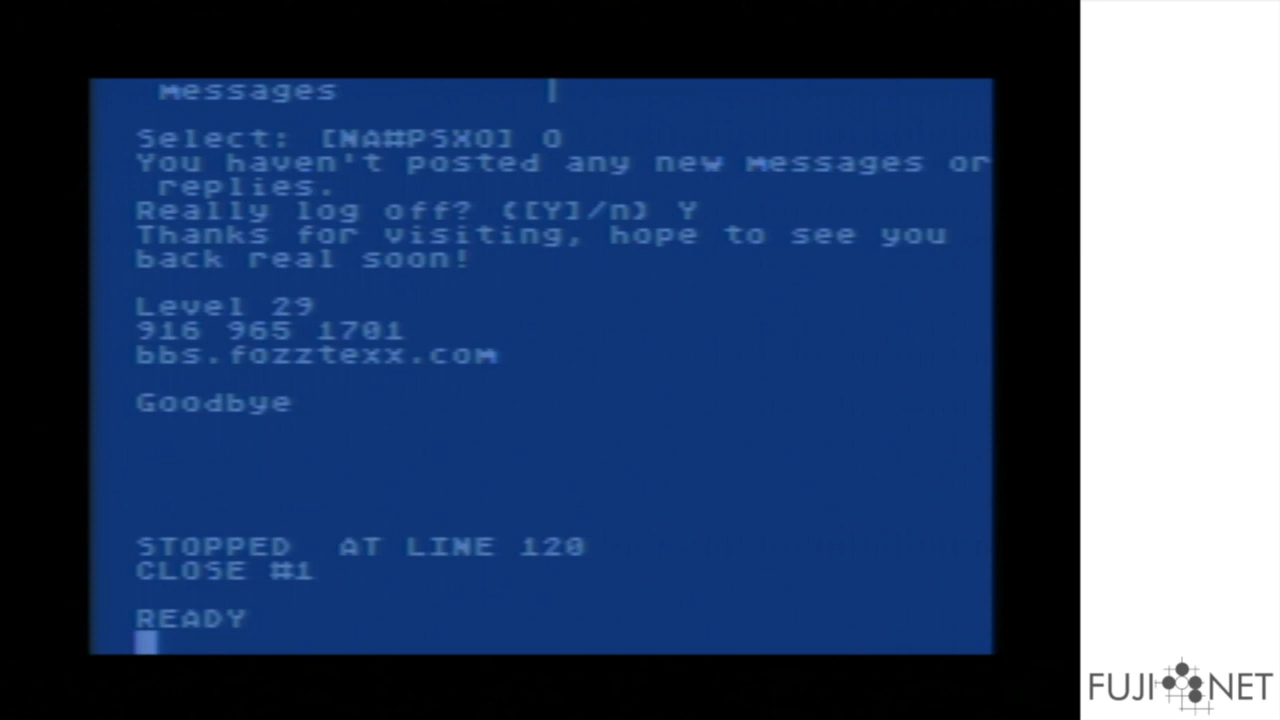 messages |
Select: [NA#PSXO] O
You haven't posted any new messages or
replies.
Really log off? ([Y]/n) Y
Thanks for visiting, hope to see you
back real soon!
Level 29
916 965 1701
bbs.fozztexx.com
Goodbye
STOPPED  AT LINE 120
CLOSE #1
READY
FUJINET